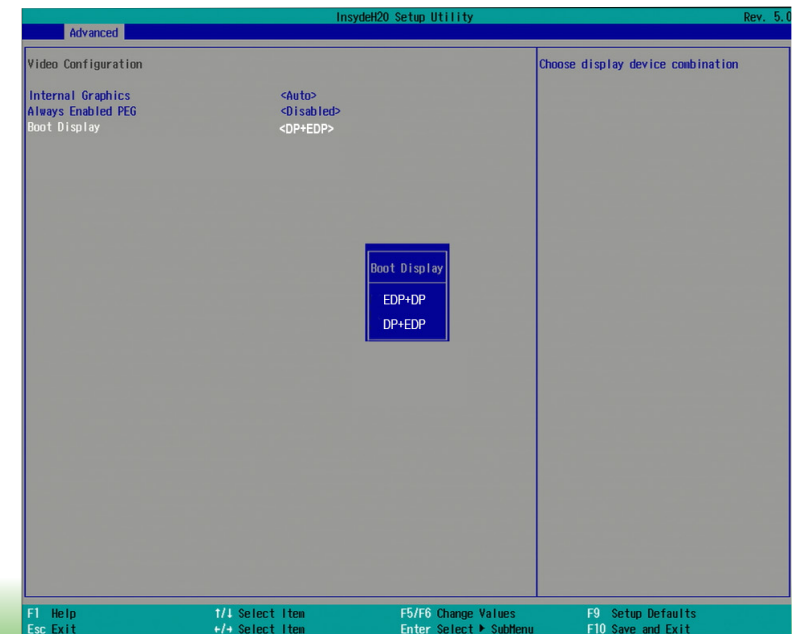 InsydeH20 Setup Utility Rev. 5.0
Advanced
Video Configuration
Choose display device combination
Internal Graphics <Auto>
Always Enabled PEG <Disabled>
Boot Display <DP+EDP>
Boot Display
EDP+DP
DP+EDP
F1 Help ↑/↓ Select Item F5/F6 Change Values F9 Setup Defaults
Esc Exit ←/→ Select Item Enter Select ▶ SubMenu F10 Save and Exit